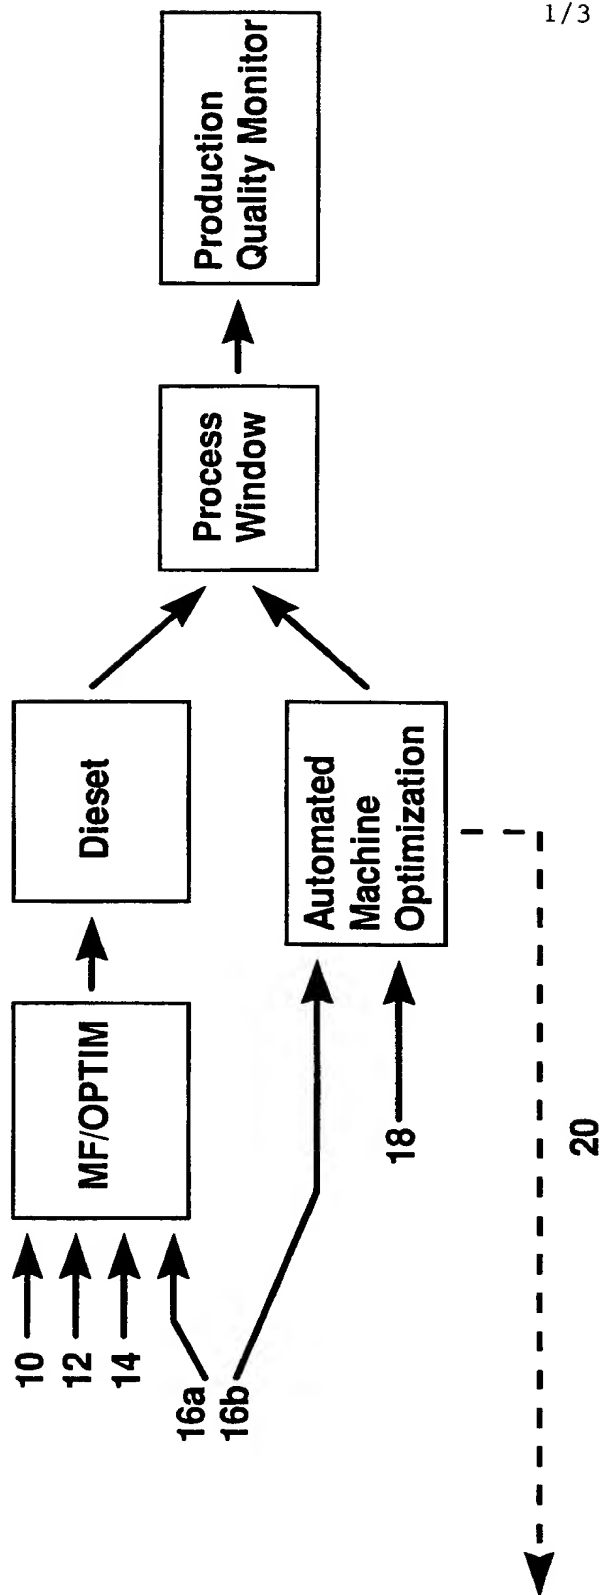 1/3
10
12
14
16a
16b
MF/OPTIM
Dieset
18
Automated
Machine
Optimization
Process
Window
Production
Quality Monitor
20